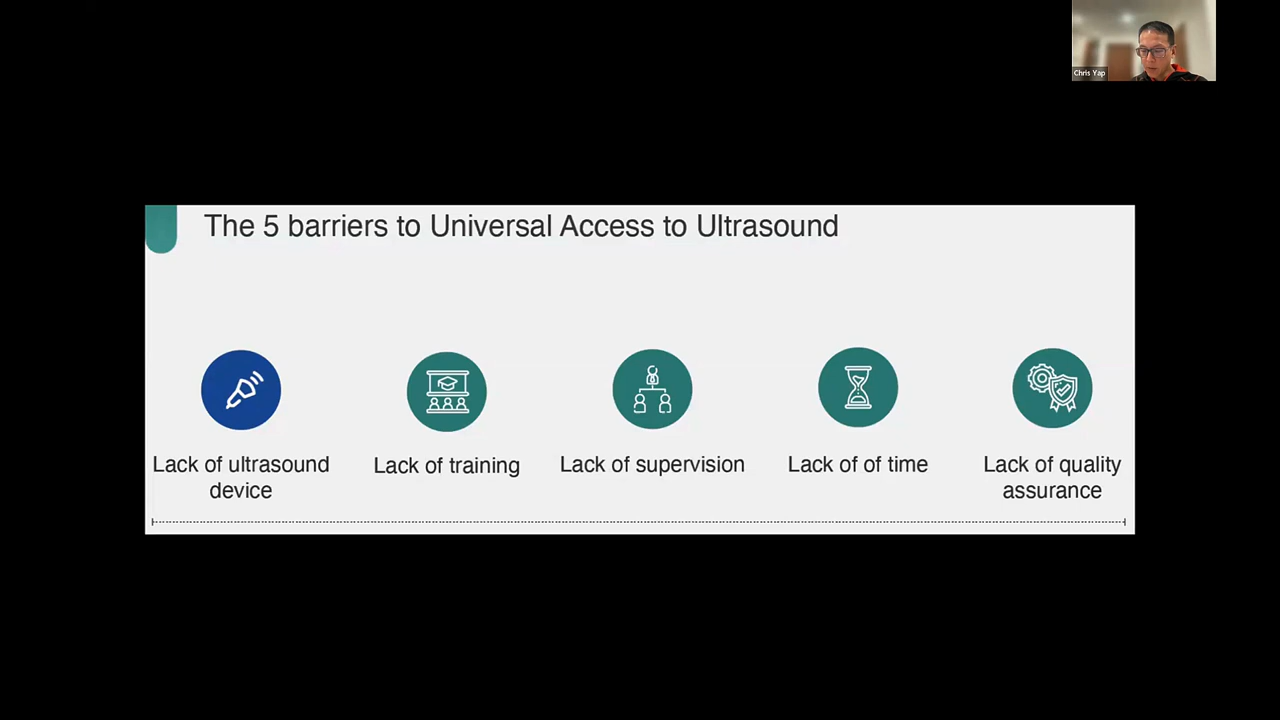 Chris Yap
The 5 barriers to Universal Access to Ultrasound
Lack of ultrasound
device
Lack of training
Lack of supervision
Lack of of time
Lack of quality
assurance